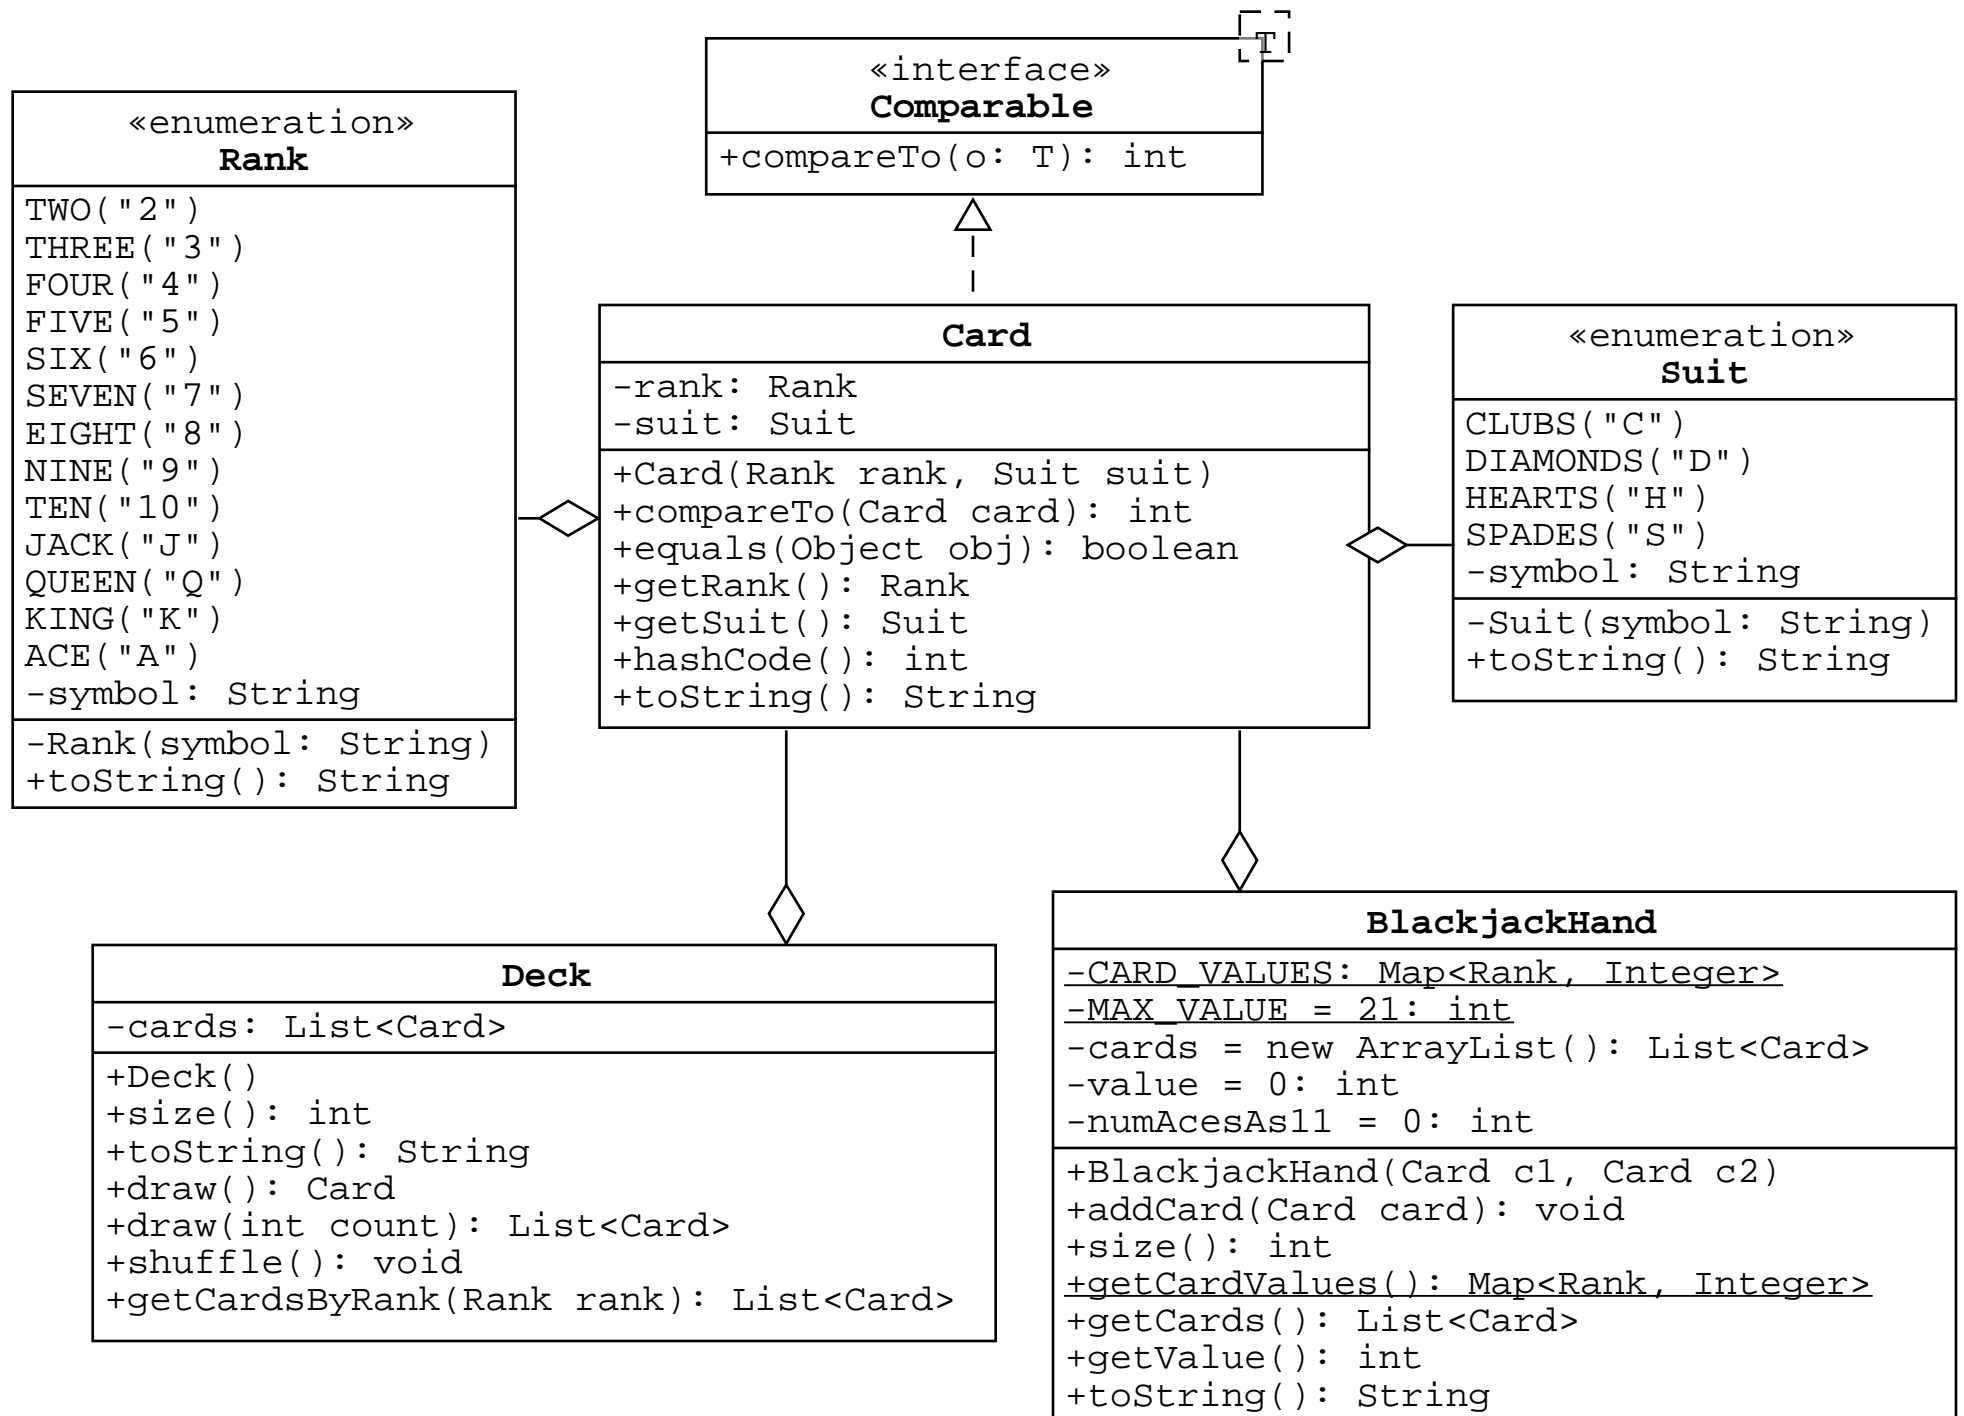 T
«interface»
Comparable
+compareTo(o: T): int
«enumeration»
Rank
TWO("2")
THREE("3")
FOUR("4")
FIVE("5")
SIX("6")
SEVEN("7")
EIGHT("8")
NINE("9")
TEN("10")
JACK("J")
QUEEN("Q")
KING("K")
ACE("A")
-symbol: String
-Rank(symbol: String)
+toString(): String
Card
-rank: Rank
-suit: Suit
+Card(Rank rank, Suit suit)
+compareTo(Card card): int
+equals(Object obj): boolean
+getRank(): Rank
+getSuit(): Suit
+hashCode(): int
+toString(): String
«enumeration»
Suit
CLUBS("C")
DIAMONDS("D")
HEARTS("H")
SPADES("S")
-symbol: String
-Suit(symbol: String)
+toString(): String
Deck
-cards: List<Card>
+Deck()
+size(): int
+toString(): String
+draw(): Card
+draw(int count): List<Card>
+shuffle(): void
+getCardsByRank(Rank rank): List<Card>
BlackjackHand
-CARD_VALUES: Map<Rank, Integer>
-MAX_VALUE = 21: int
-cards = new ArrayList(): List<Card>
-value = 0: int
-numAcesAs11 = 0: int
+BlackjackHand(Card c1, Card c2)
+addCard(Card card): void
+size(): int
+getCardValues(): Map<Rank, Integer>
+getCards(): List<Card>
+getValue(): int
+toString(): String